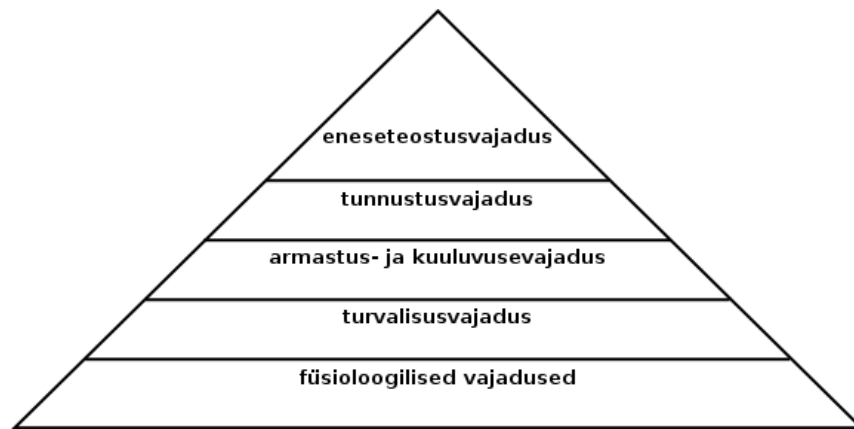 eneseteostusvajadus
tunnustusvajadus
armastus- ja kuuluvusevajadus
turvalisusvajadus
füsioloogilised vajadused